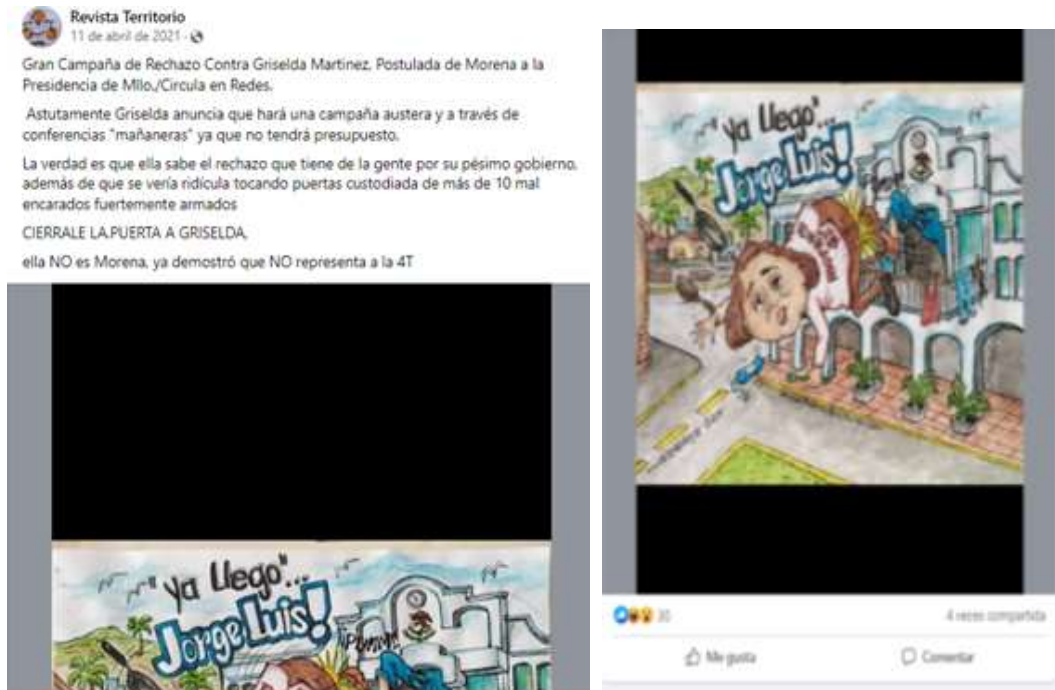 Revista Territorio
11 de abril de 2021 ·
Gran Campaña de Rechazo Contra Griselda Martinez, Postulada de Morena a la
Presidencia de Mllo./Circula en Redes.
Astutamente Griselda anuncia que hará una campaña austera y a través de
conferencias "mañaneras" ya que no tendrá presupuesto.
La verdad es que ella sabe el rechazo que tiene de la gente por su pésimo gobierno,
además de que se vería ridícula tocando puertas custodiada de más de 10 mal
encarados fuertemente armados
CIERRALE LA PUERTA A GRISELDA,
ella NO es Morena, ya demostró que NO representa a la 4T
"Ya Llego"...
Jorge Luis!
"Ya Llego"...
Jorge Luis!
30
4 veces compartida
Me gusta
Comentar